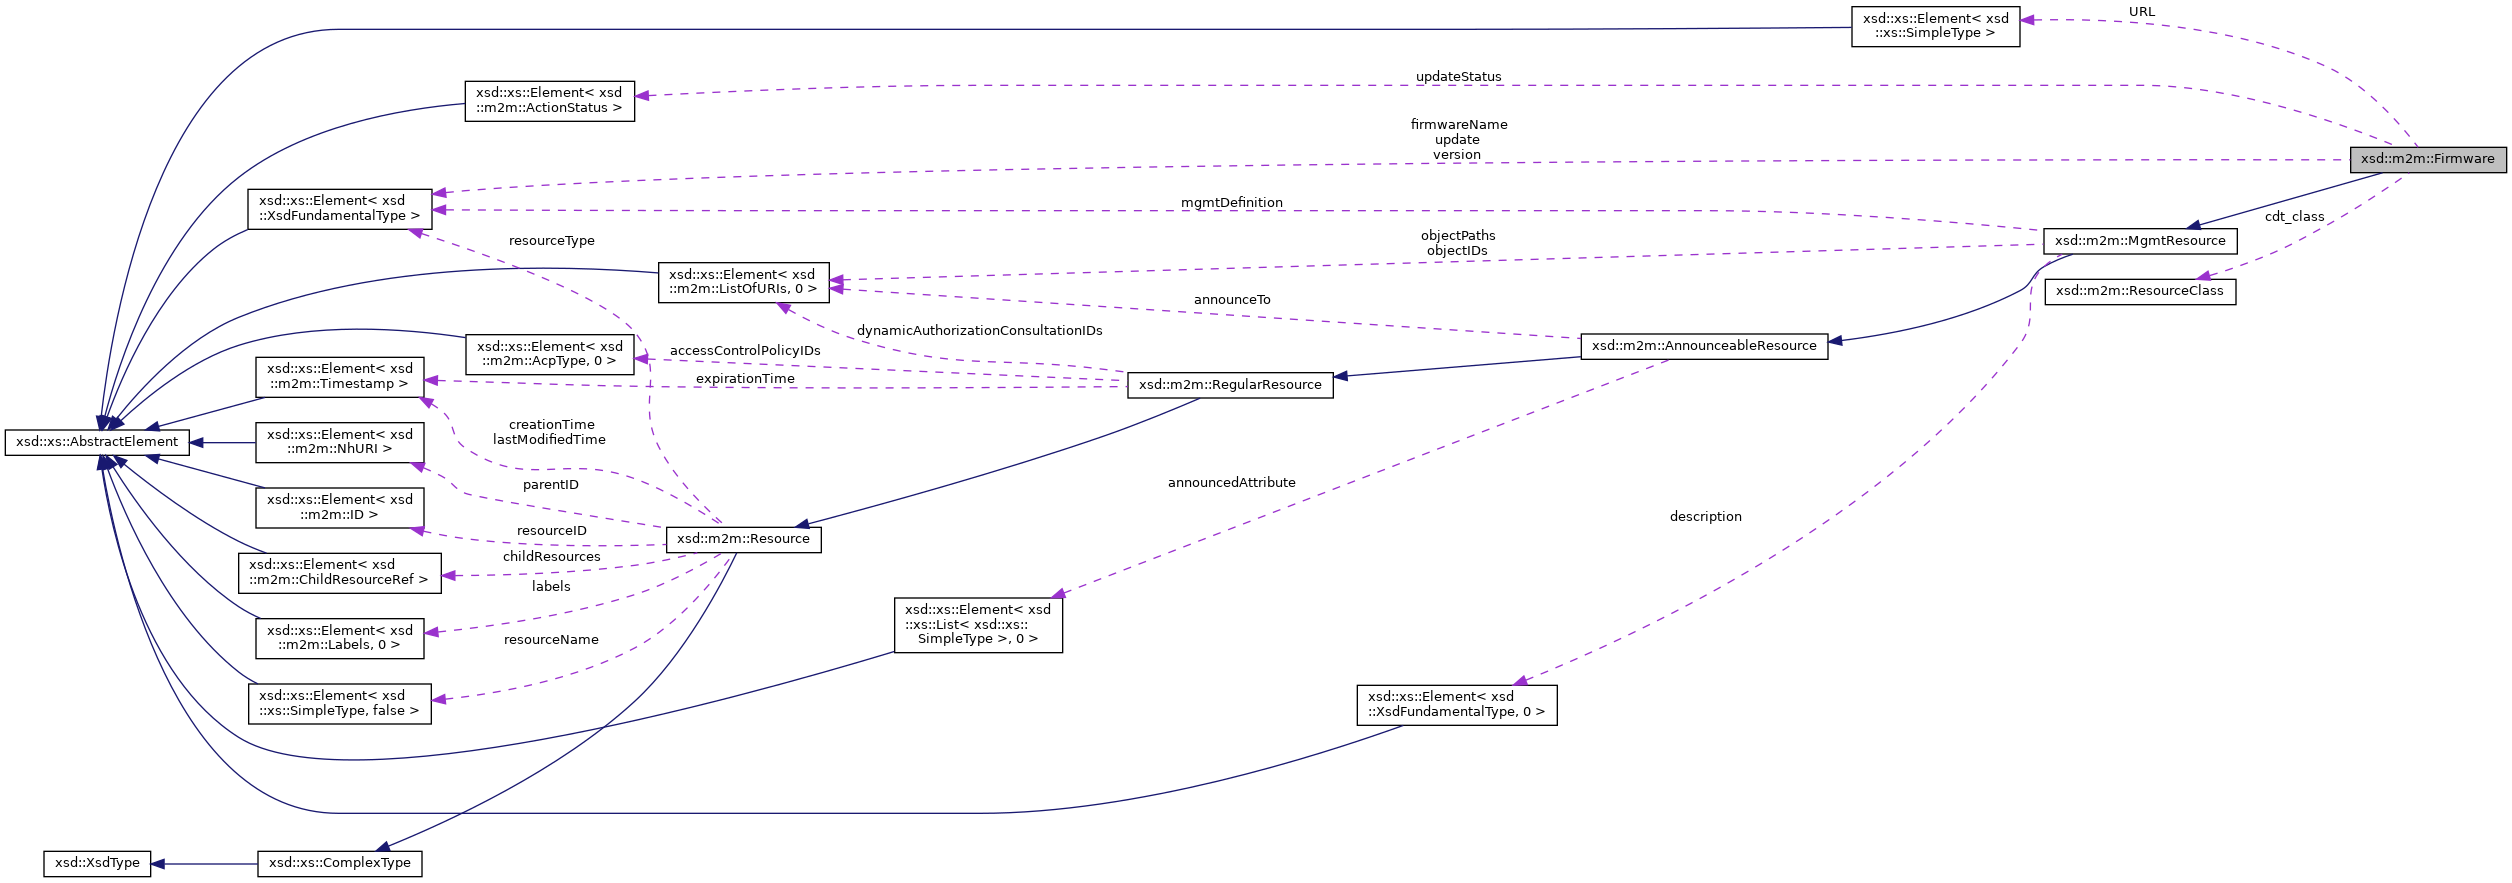 xsd::xs::Element< xsd
::xs::SimpleType >
URL
updateStatus
xsd::xs::Element< xsd
::m2m::ActionStatus >
firmwareName
update
version
xsd::m2m::Firmware
xsd::xs::Element< xsd
::XsdFundamentalType >
mgmtDefinition
cdt_class
resourceType
objectPaths
objectIDs
xsd::m2m::MgmtResource
xsd::xs::Element< xsd
::m2m::ListOfURIs, 0 >
xsd::m2m::ResourceClass
announceTo
dynamicAuthorizationConsultationIDs
xsd::xs::Element< xsd
::m2m::AcpType, 0 >
accessControlPolicyIDs
xsd::m2m::AnnounceableResource
xsd::xs::Element< xsd
::m2m::Timestamp >
expirationTime
xsd::m2m::RegularResource
creationTime
lastModifiedTime
xsd::xs::AbstractElement
xsd::xs::Element< xsd
::m2m::NhURI >
parentID
announcedAttribute
xsd::xs::Element< xsd
::m2m::ID >
description
resourceID
xsd::m2m::Resource
childResources
xsd::xs::Element< xsd
::m2m::ChildResourceRef >
labels
xsd::xs::Element< xsd
::xs::List< xsd::xs::
SimpleType >, 0 >
xsd::xs::Element< xsd
::m2m::Labels, 0 >
resourceName
xsd::xs::Element< xsd
::xs::SimpleType, false >
xsd::xs::Element< xsd
::XsdFundamentalType, 0 >
xsd::XsdType
xsd::xs::ComplexType